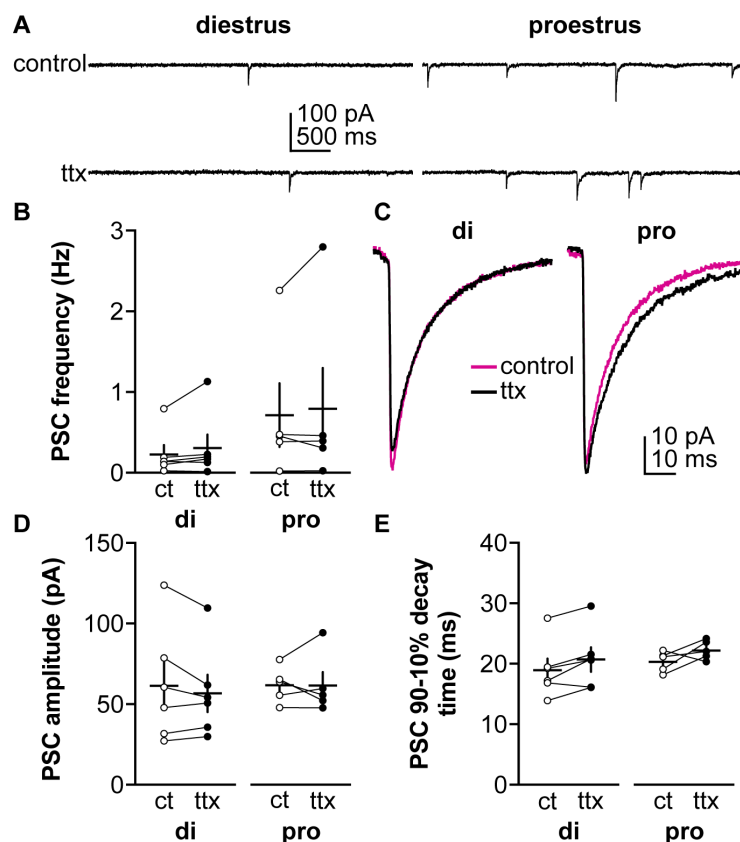 A
diestrus
proestrus
control
100 pA
500 ms
ttx
B
PSC frequency (Hz)
3
2
1
0
ct
ttx
ct
ttx
di
pro
C
di
pro
control
ttx
10 pA
10 ms
D
PSC amplitude (pA)
150
100
50
0
ct
ttx
ct
ttx
di
pro
E
PSC 90-10% decay
time (ms)
40
30
20
10
0
ct
ttx
ct
ttx
di
pro